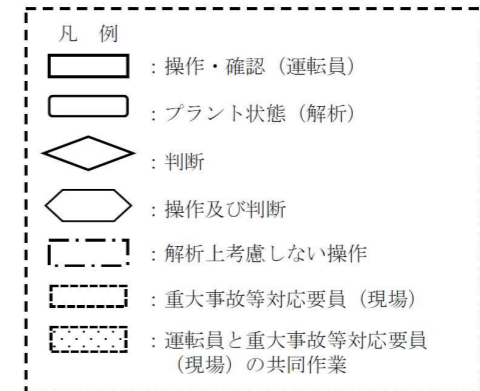 凡　例
：操作・確認（運転員）
：プラント状態（解析）
：判断
：操作及び判断
：解析上考慮しない操作
：重大事故等対応要員（現場）
：運転員と重大事故等対応要員
（現場）の共同作業